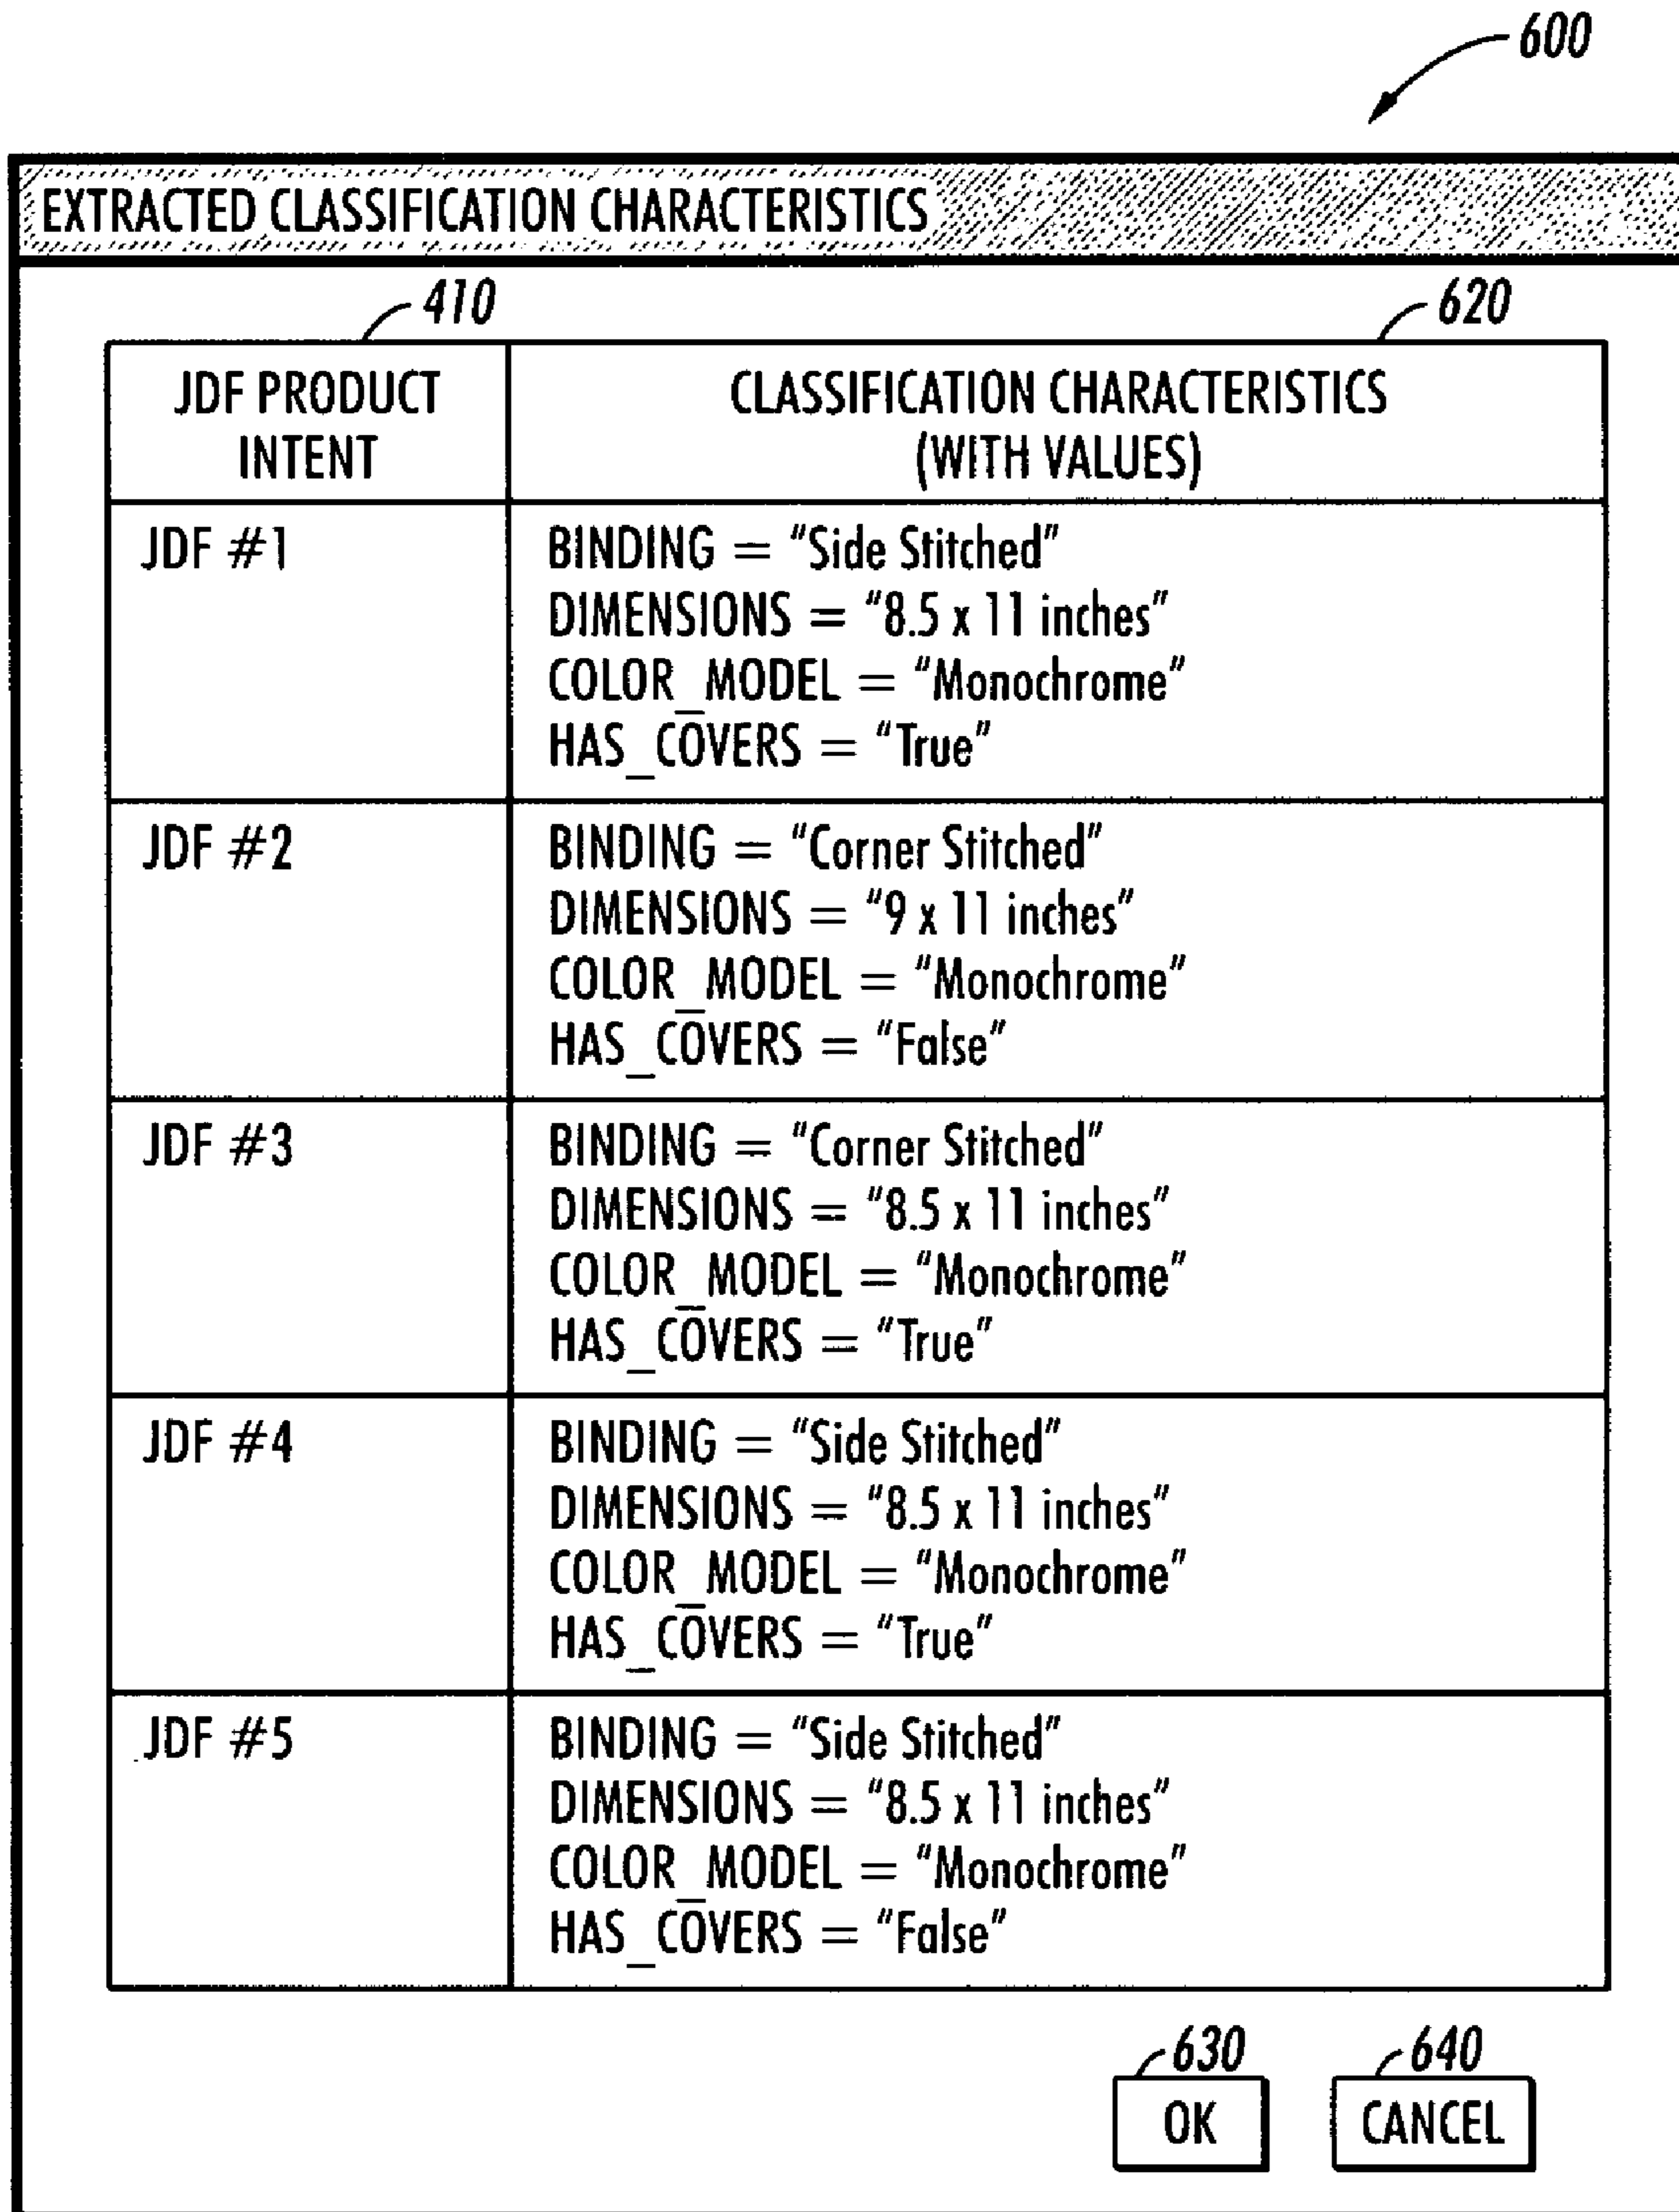 600
EXTRACTED CLASSIFICATION CHARACTERISTICS
410
620
JDF PRODUCT
INTENT
CLASSIFICATION CHARACTERISTICS
(WITH VALUES)
JDF #1
BINDING = “Side Stitched”
DIMENSIONS = “8.5 x 11 inches”
COLOR_MODEL = “Monochrome”
HAS_COVERS = “True”
JDF #2
BINDING = “Corner Stitched”
DIMENSIONS = “9 x 11 inches”
COLOR_MODEL = “Monochrome”
HAS_COVERS = “False”
JDF #3
BINDING = “Corner Stitched”
DIMENSIONS = “8.5 x 11 inches”
COLOR_MODEL = “Monochrome”
HAS_COVERS = “True”
JDF #4
BINDING = “Side Stitched”
DIMENSIONS = “8.5 x 11 inches”
COLOR_MODEL = “Monochrome”
HAS_COVERS = “True”
JDF #5
BINDING = “Side Stitched”
DIMENSIONS = “8.5 x 11 inches”
COLOR_MODEL = “Monochrome”
HAS_COVERS = “False”
630
640
OK
CANCEL